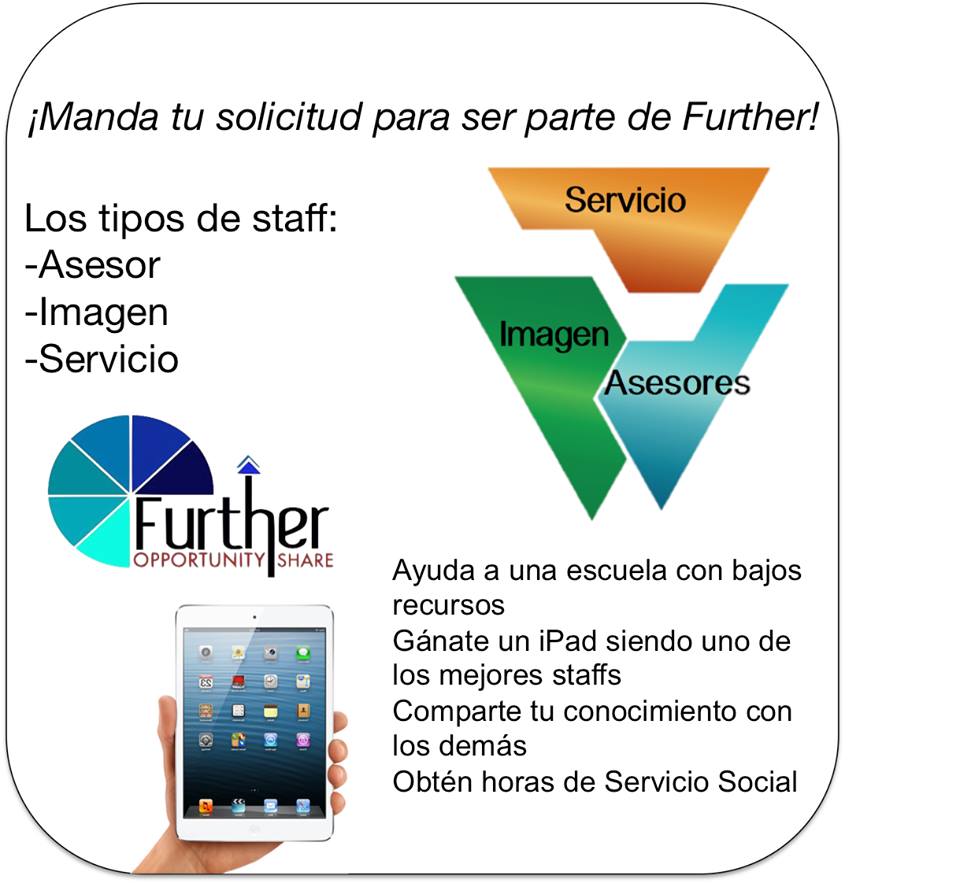 ¡Manda tu solicitud para ser parte de Further!
Los tipos de staff:
-Asesor
-Imagen
-Servicio
Servicio
Imagen
Asesores
Further
OPPORTUNITY SHARE
Ayuda a una escuela con bajos
recursos
Gánate un iPad siendo uno de
los mejores staffs
Comparte tu conocimiento con
los demás
Obtén horas de Servicio Social